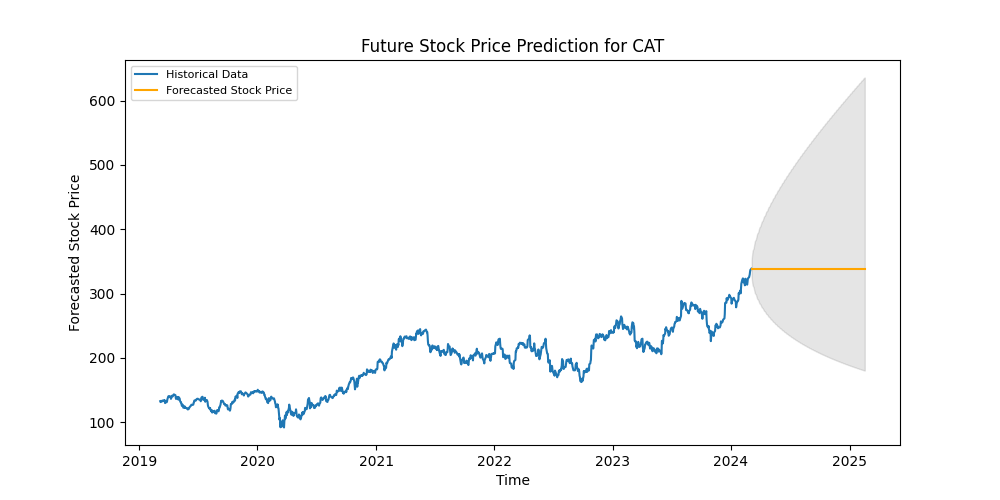 Future Stock Price Prediction for CAT
Historical Data
Forecasted Stock Price
Forecasted Stock Price
600
500
400
300
200
100
2019
2020
2021
2022
2023
2024
2025
Time